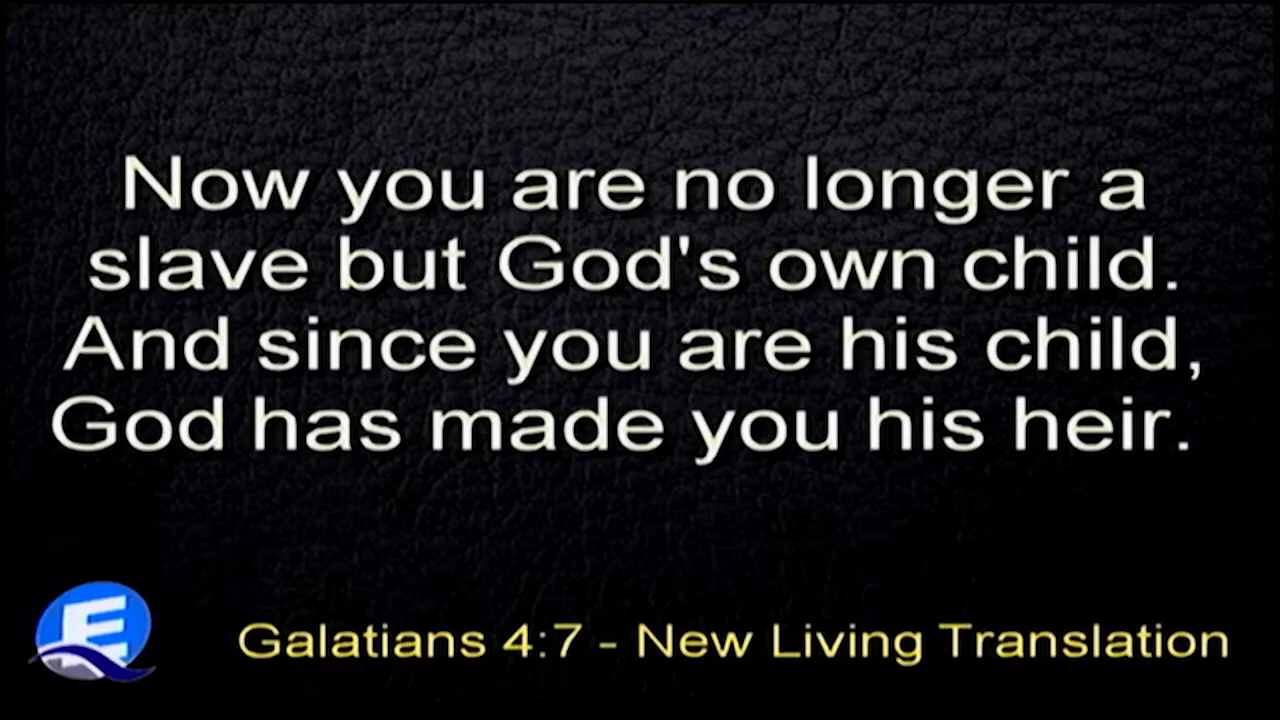 Now you are no longer a
slave but God's own child.
And since you are his child,
God has made you his heir.
E
Galatians 4:7 - New Living Translation